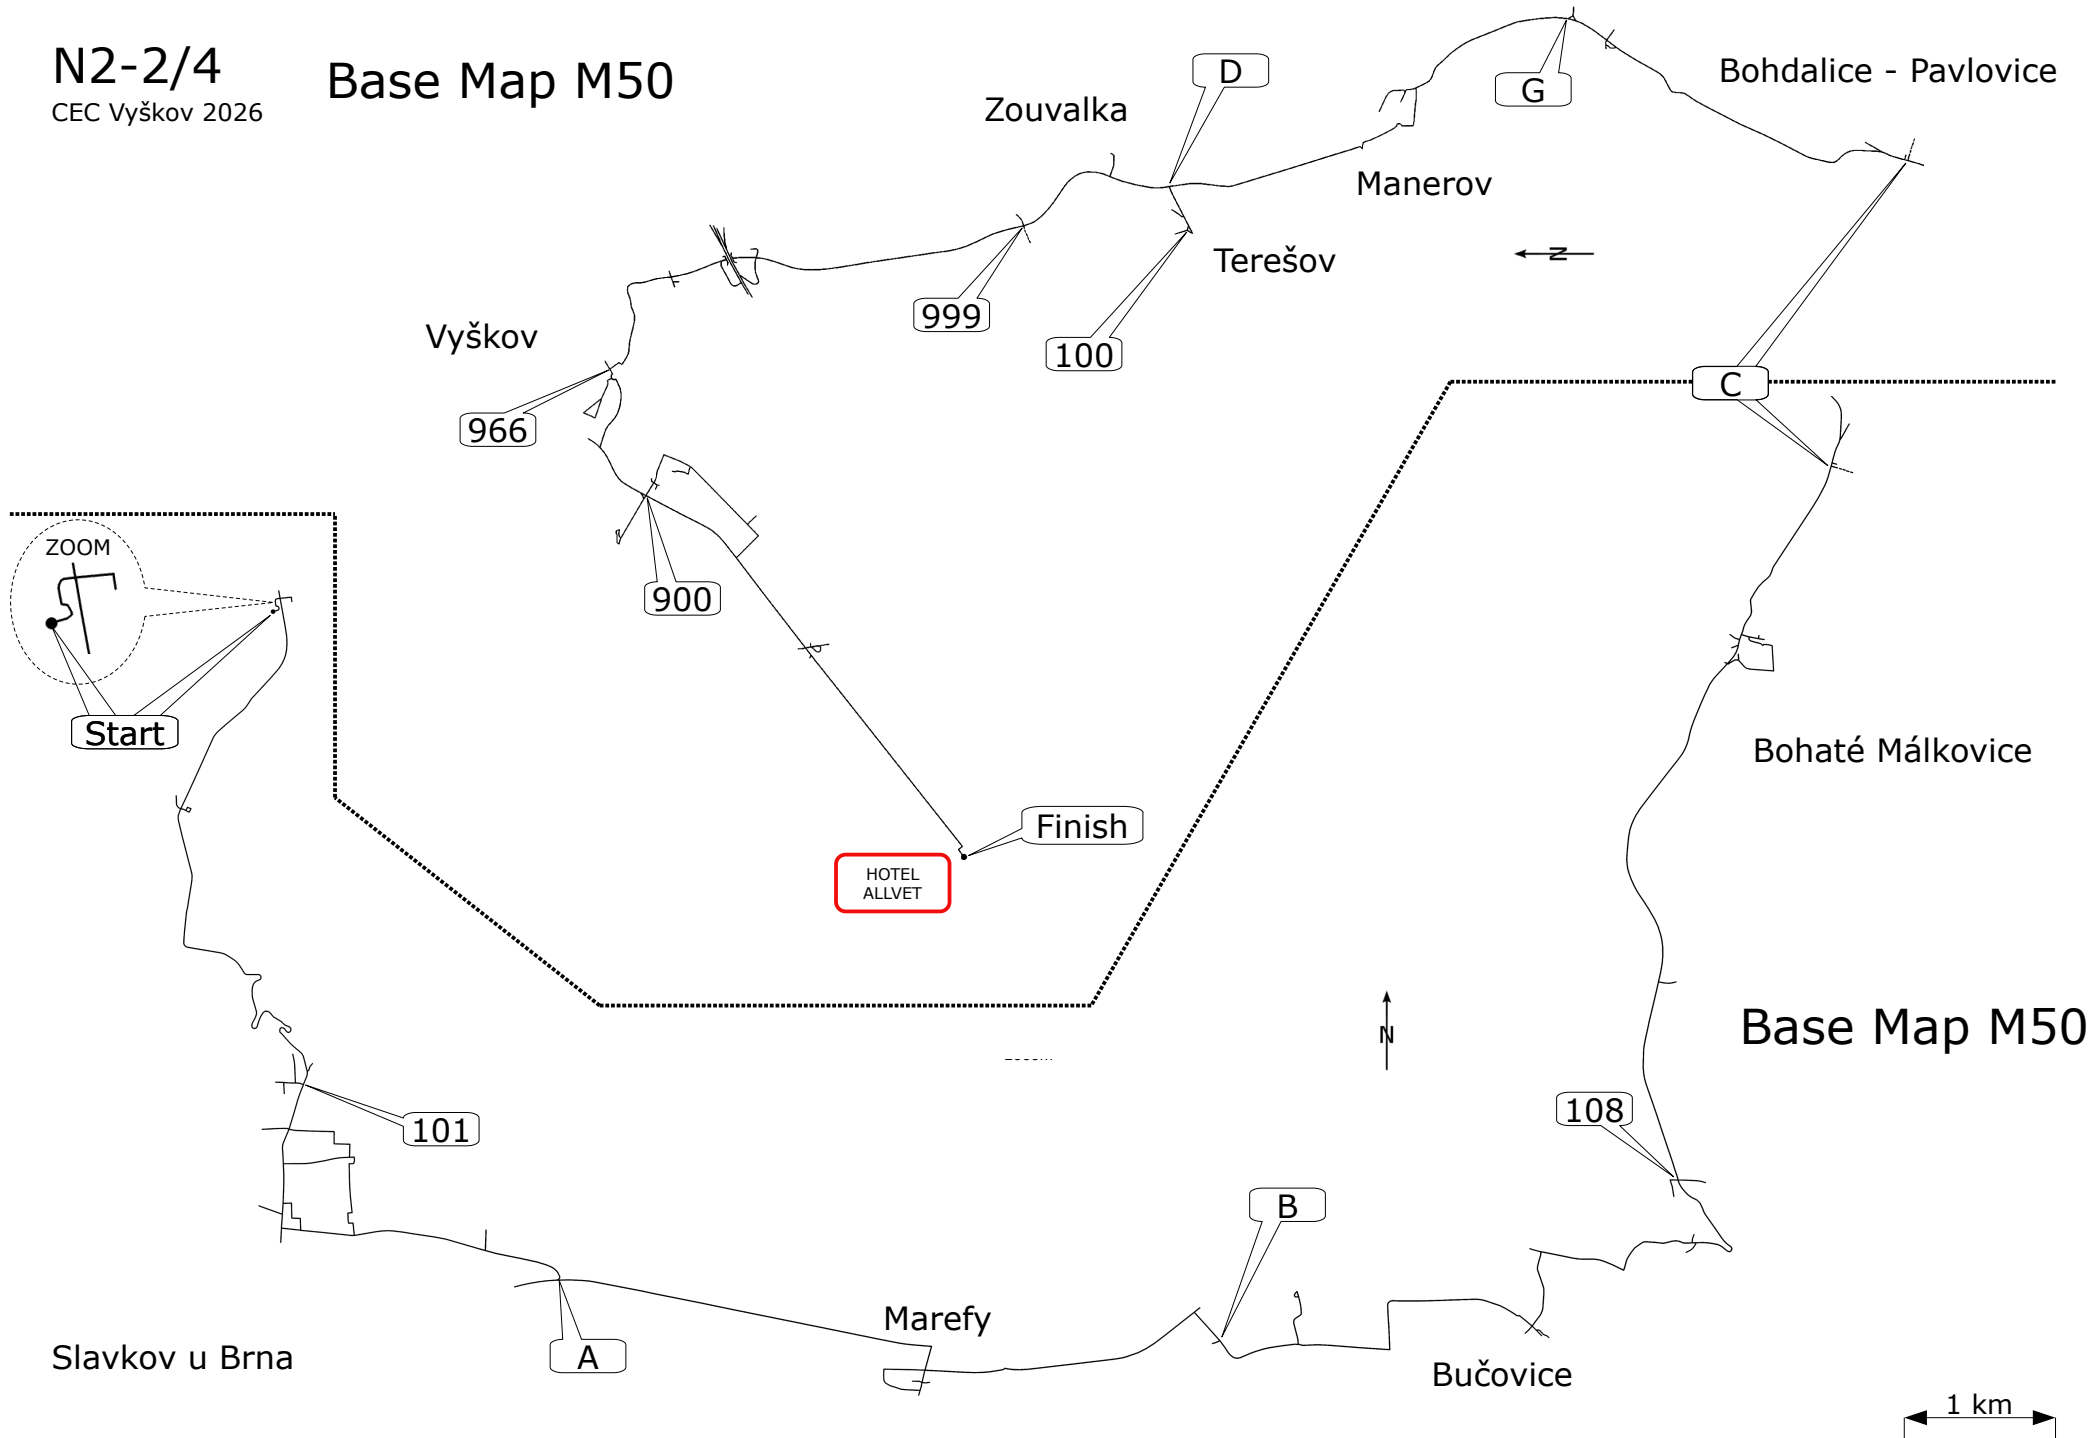 N2-2/4
CEC Vyškov 2026
Base Map M50
D
G
Bohdalice - Pavlovice
Zouvalka
Manerov
Terešov
N
999
100
Vyškov
966
C
ZOOM
900
Start
Bohaté Málkovice
Finish
HOTEL
ALLVET
N
Base Map M50
101
108
B
Marefy
A
Slavkov u Brna
Bučovice
1 km